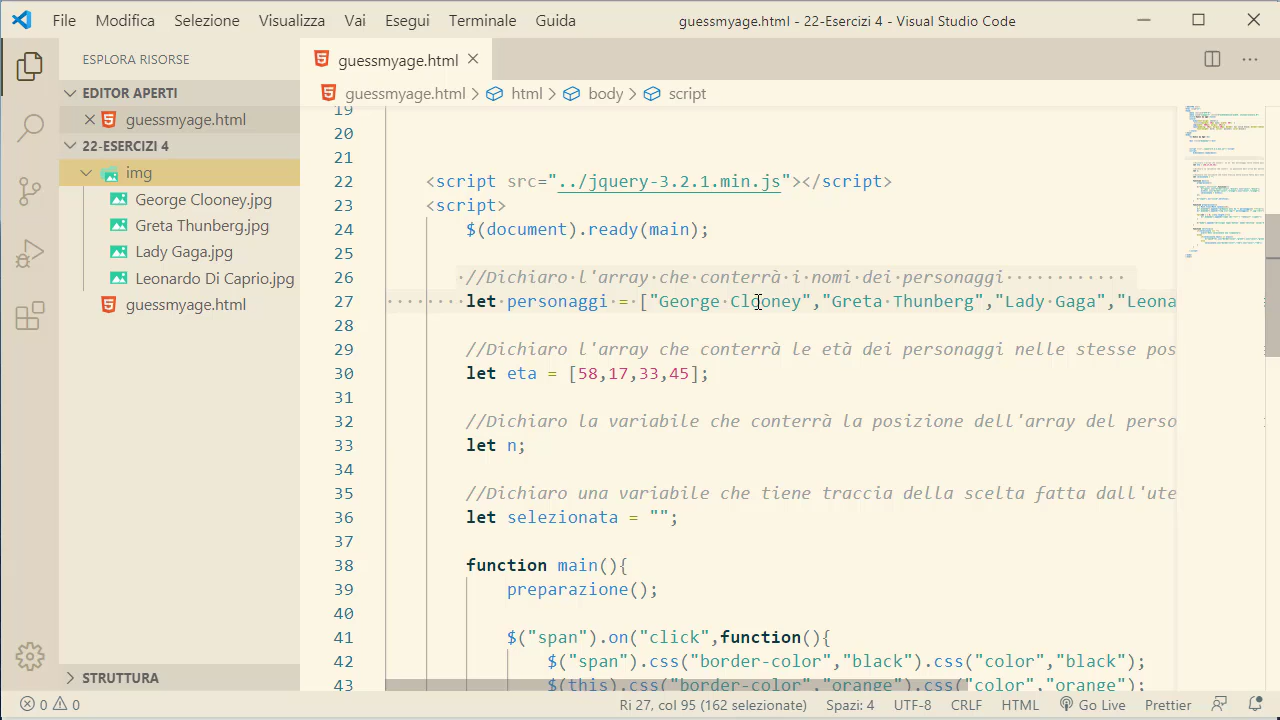 File Modifica Selezione Visualizza Vai Esegui Terminale Guida guessmyage.html - 22-Esercizi 4 - Visual Studio Code
ESPLORA RISORSE
guessmyage.html
EDITOR APERTI
guessmyage.html > html > body > script
guessmyage.html
22-ESERCIZI 4
img
George Clooney.jpg
Greta Thunberg.jpg
Lady Gaga.jpg
Leonardo Di Caprio.jpg
guessmyage.html
STRUTTURA
19
20
21
22 <script src="../jquery-3.2.1.min.js"></script>
23 <script>
24 $(document).ready(main);
25
26 //Dichiaro·l'array·che·conterrà·i·nomi·dei·personaggi············
27 ········let·personaggi·=·["George·Clooney","Greta·Thunberg","Lady·Gaga","Leona
28
29 //Dichiaro l'array che conterrà le età dei personaggi nelle stesse pos
30 let eta = [58,17,33,45];
31
32 //Dichiaro la variabile che conterrà la posizione dell'array del perso
33 let n;
34
35 //Dichiaro una variabile che tiene traccia della scelta fatta dall'ute
36 let selezionata = "";
37
38 function main(){
39 preparazione();
40
41 $("span").on("click",function(){
42 $("span").css("border-color","black").css("color","black");
43 $(this).css("border-color","orange").css("color","orange");
0 0 Ri 27, col 95 (162 selezionate) Spazi: 4 UTF-8 CRLF HTML Go Live Prettier